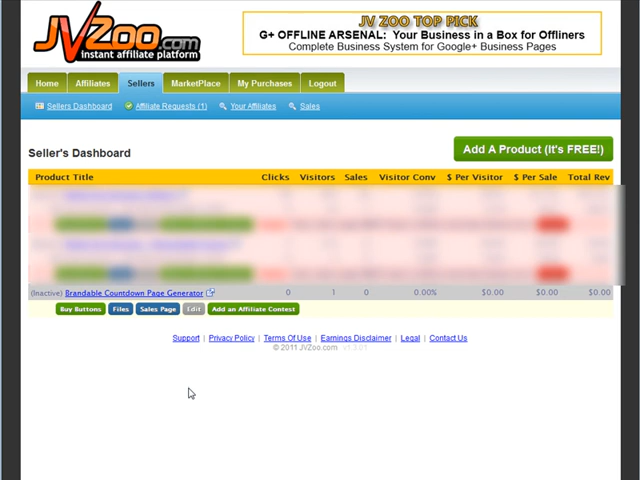 JVZoo.com
instant affiliate platform
JV ZOO TOP PICK
G+ OFFLINE ARSENAL: Your Business in a Box for Offliners
Complete Business System for Google+ Business Pages
Home Affiliates Sellers MarketPlace My Purchases Logout
Sellers Dashboard Affiliate Requests (1) Your Affiliates Sales
Seller's Dashboard
Add A Product (It's FREE!)
Product Title Clicks Visitors Sales Visitor Conv $ Per Visitor $ Per Sale Total Rev
(Inactive) Brandable Countdown Page Generator 0 1 0 0.00% $0.00 $0.00 $0.00
Buy Buttons Files Sales Page Edit Add an Affiliate Contest
Support | Privacy Policy | Terms Of Use | Earnings Disclaimer | Legal | Contact Us
© 2011 JVZoo.com v1.3.01